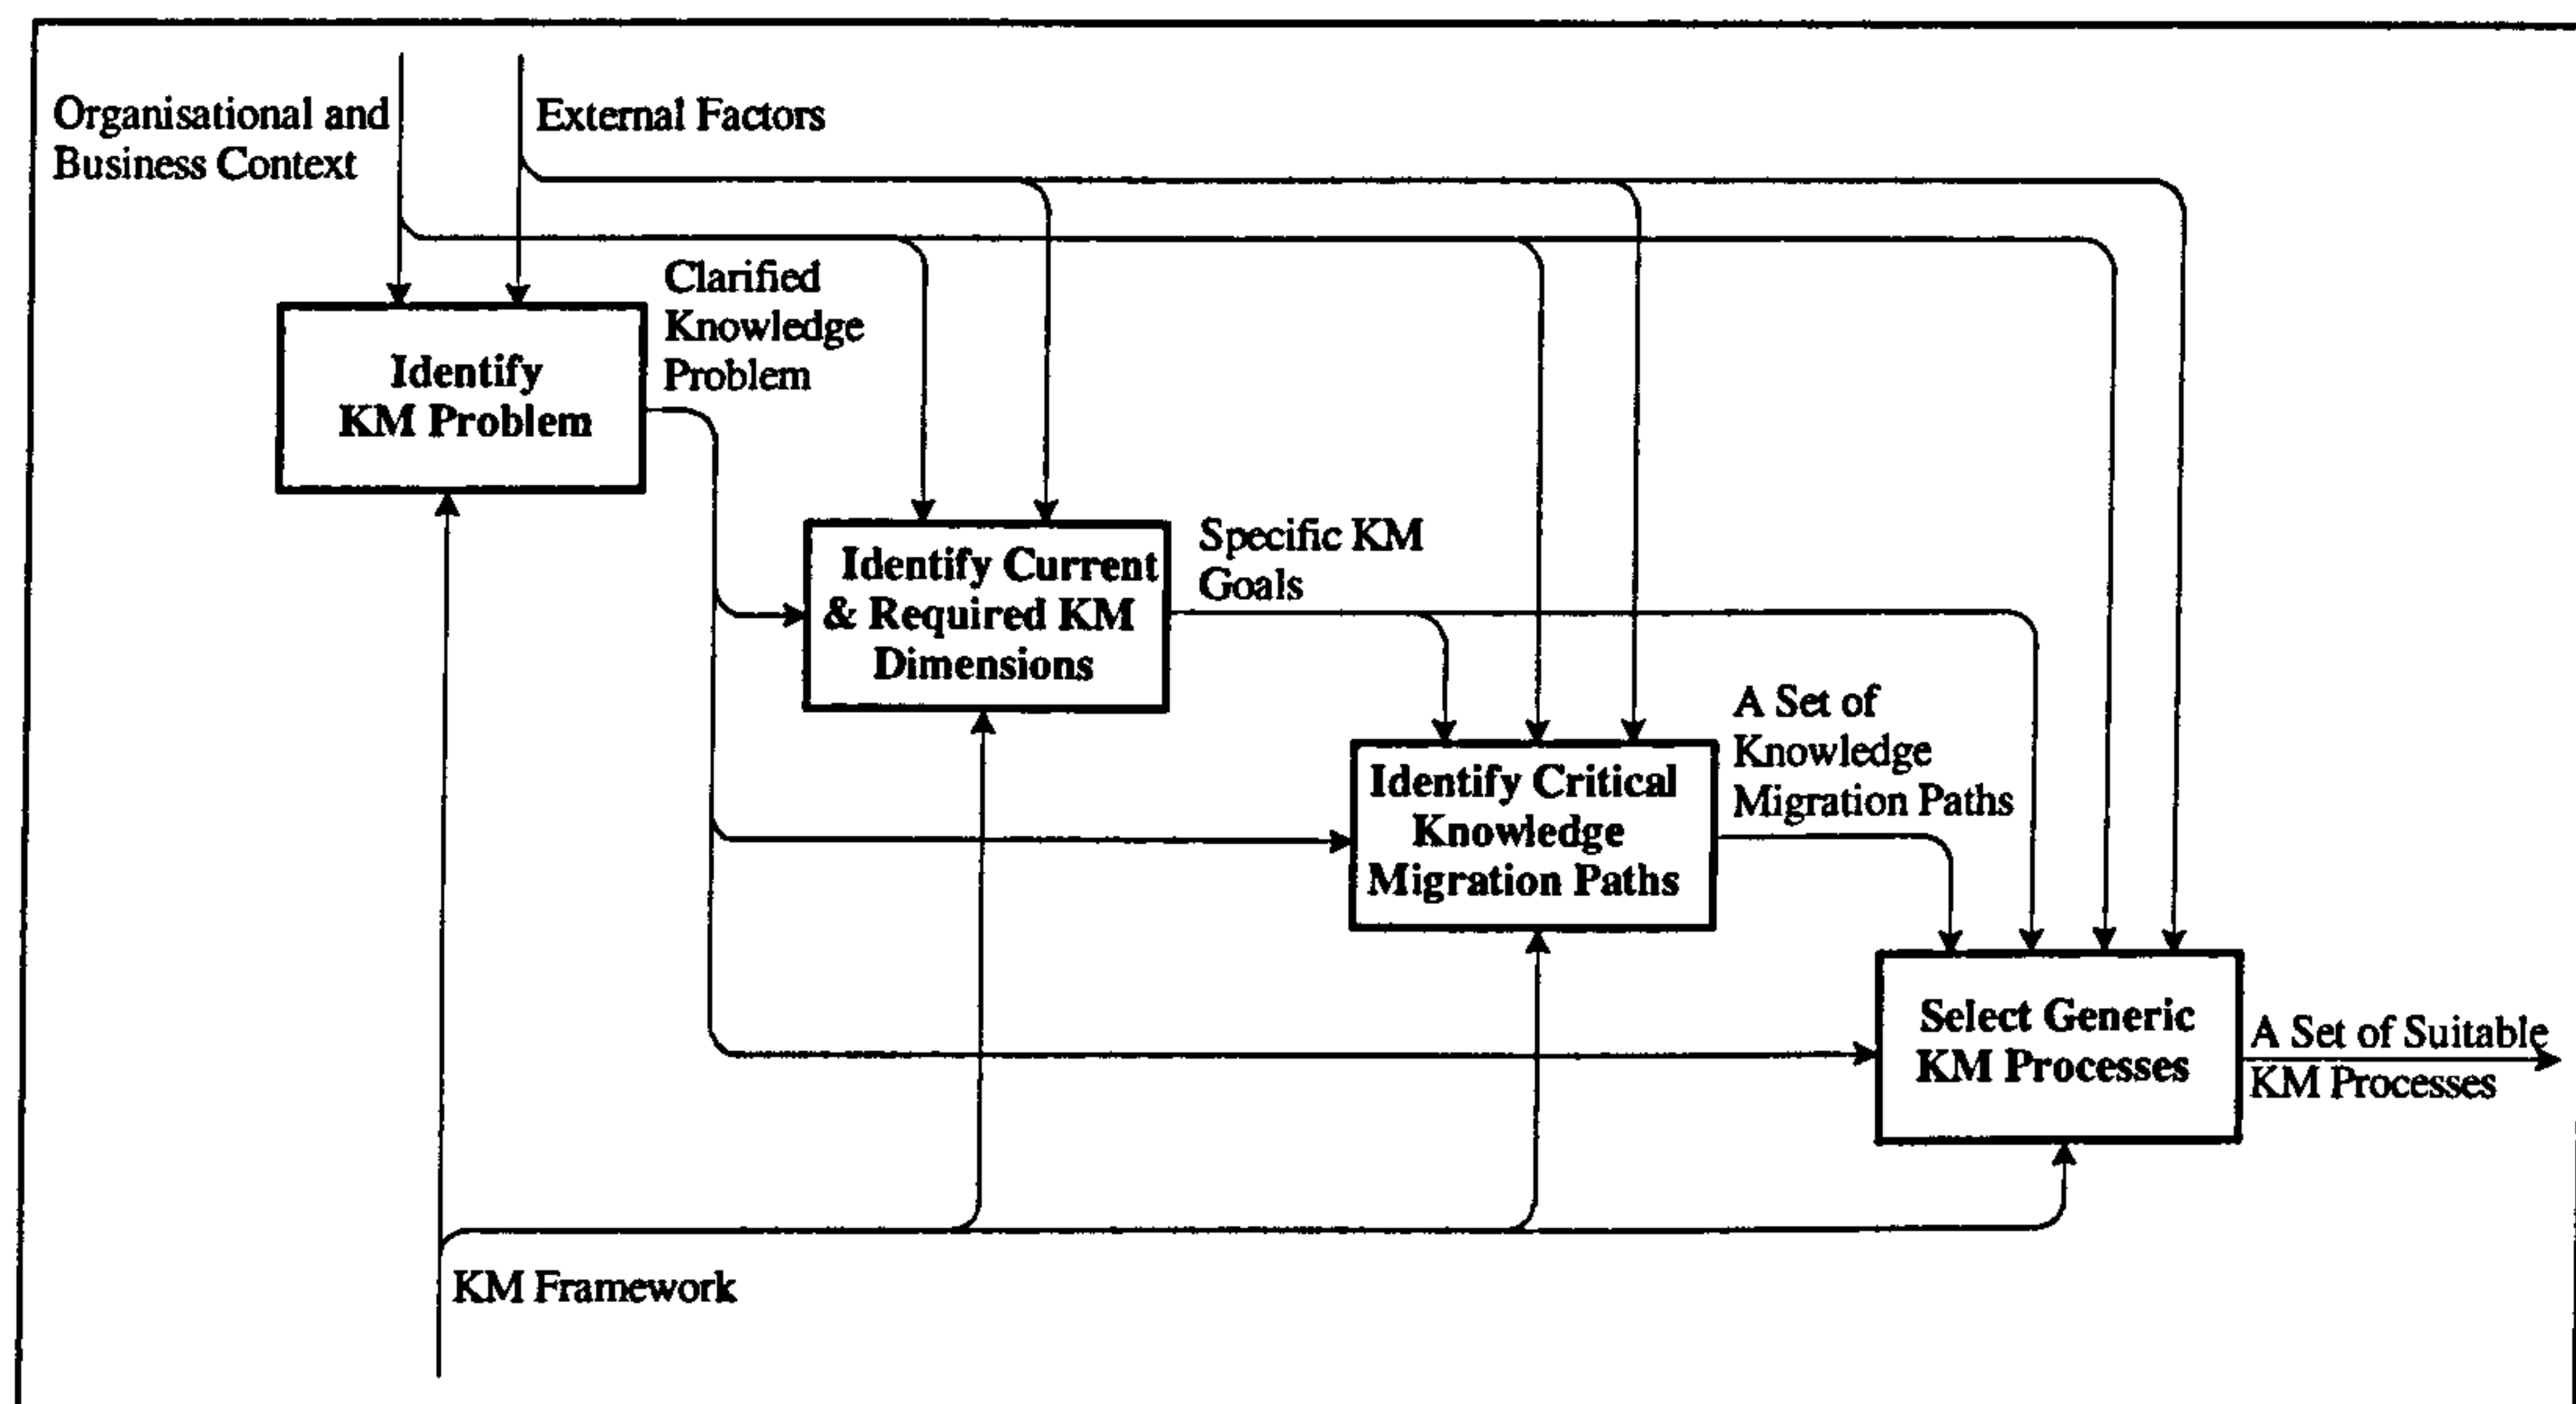 Organisational and
Business Context
External Factors
Clarified
Knowledge
Problem
Identify
KM Problem
Identify Current
& Required KM
Dimensions
Specific KM
Goals
Identify Critical
Knowledge
Migration Paths
A Set of
Knowledge
Migration Paths
Select Generic
KM Processes
A Set of Suitable
KM Processes
KM Framework